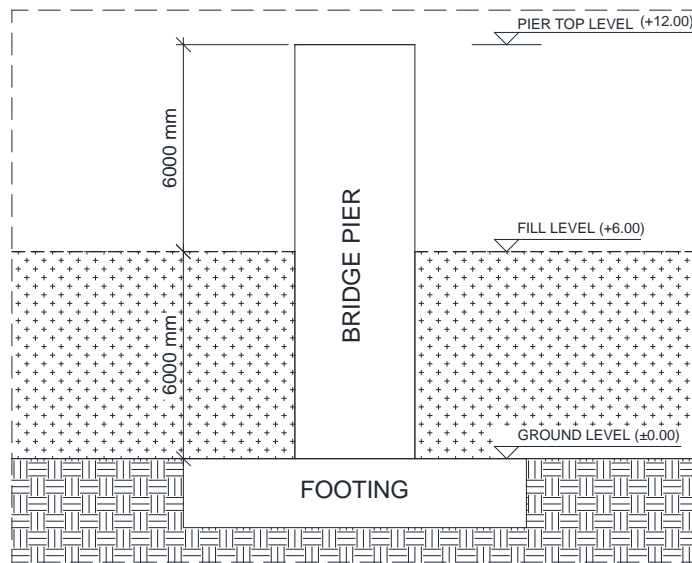 PIER TOP LEVEL (+12.00)
6000 mm
BRIDGE PIER
FILL LEVEL (+6.00)
6000 mm
GROUND LEVEL (±0.00)
FOOTING